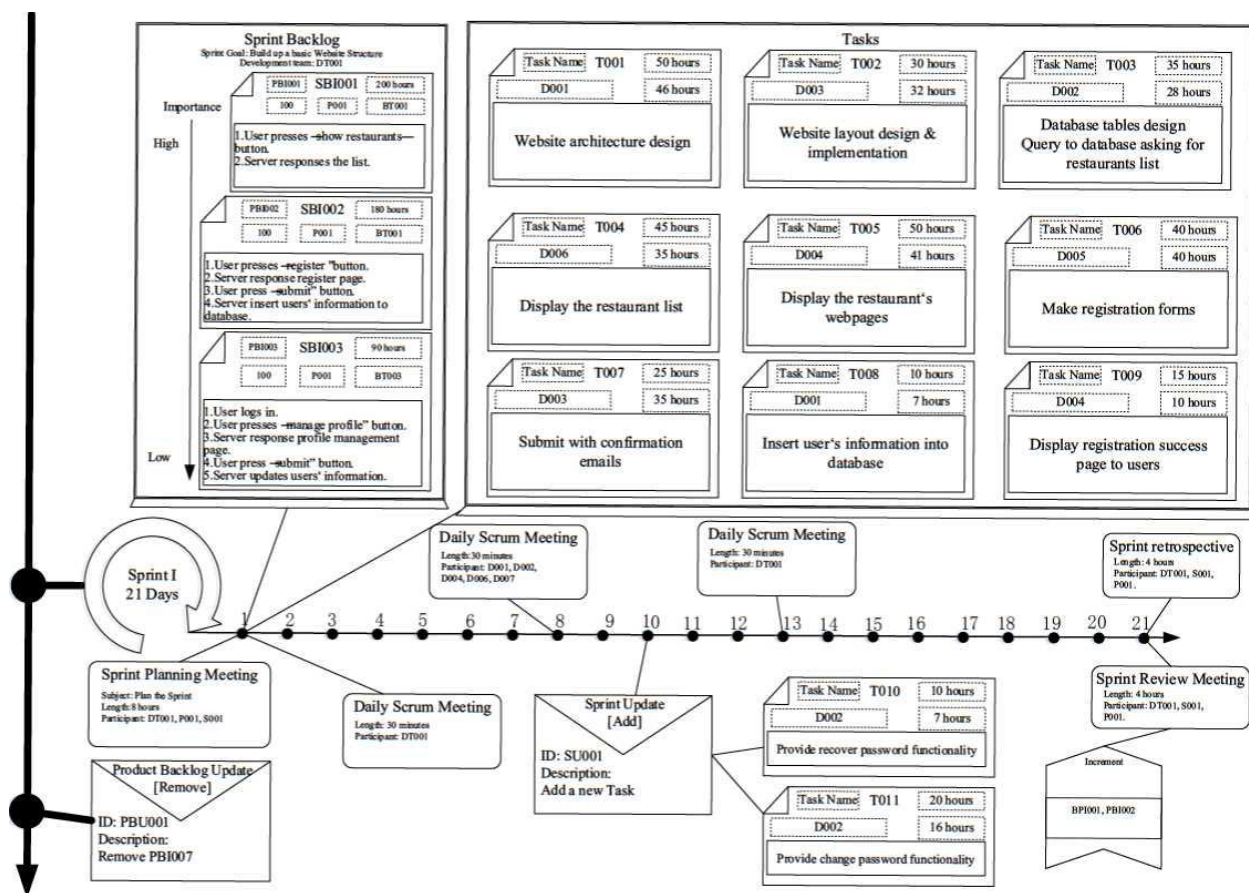 Sprint Backlog
Sprint Goal: Build up a basic Website Structure
Development team: DT001
Importance
High
Low
PBI001 SBI001 200 hours
100 P001 BT001
1.User presses –show restaurants—
button.
2.Server responses the list.
PBI002 SBI002 180 hours
100 P001 BT001
1.User presses –register "button.
2.Server response register page.
3.User press –submit" button.
4.Server insert users' information to
database.
PBI003 SBI003 90 hours
100 P001 BT003
1.User logs in.
2.User presses –manage profile" button.
3.Server response profile management
page.
4.User press –submit" button.
5.Server updates users' information.
Tasks
Task Name T001 50 hours
D001 46 hours
Website architecture design
Task Name T002 30 hours
D003 32 hours
Website layout design &
implementation
Task Name T003 35 hours
D002 28 hours
Database tables design
Query to database asking for
restaurants list
Task Name T004 45 hours
D006 35 hours
Display the restaurant list
Task Name T005 50 hours
D004 41 hours
Display the restaurant's
webpages
Task Name T006 40 hours
D005 40 hours
Make registration forms
Task Name T007 25 hours
D003 35 hours
Submit with confirmation
emails
Task Name T008 10 hours
D001 7 hours
Insert user's information into
database
Task Name T009 15 hours
D004 10 hours
Display registration success
page to users
Sprint I
21 Days
Daily Scrum Meeting
Length: 30 minutes
Participant: D001, D002,
D004, D006, D007
Daily Scrum Meeting
Length: 30 minutes
Participant: DT001
Sprint retrospective
Length: 4 hours
Participant: DT001, S001,
P001.
1 2 3 4 5 6 7 8 9 10 11 12 13 14 15 16 17 18 19 20 21
Sprint Planning Meeting
Subject: Plan the Sprint
Length: 8 hours
Participant: DT001, P001, S001
Daily Scrum Meeting
Length: 30 minutes
Participant: DT001
Sprint Update
[Add]
ID: SU001
Description:
Add a new Task
Task Name T010 10 hours
D002 7 hours
Provide recover password functionality
Task Name T011 20 hours
D002 16 hours
Provide change password functionality
Sprint Review Meeting
Length: 4 hours
Participant: DT001, S001,
P001.
Increment
BPI001, PBI002
Product Backlog Update
[Remove]
ID: PBU001
Description:
Remove PBI007